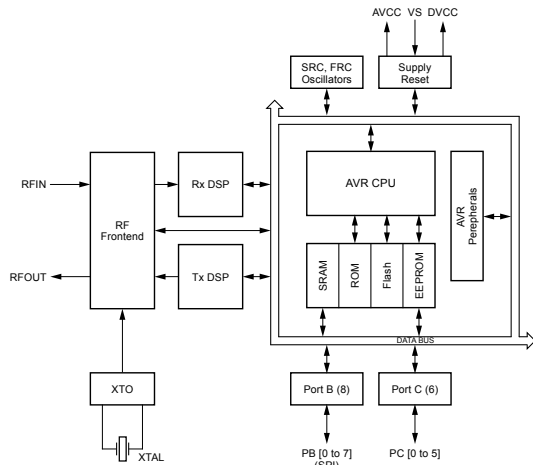 AVCC VS DVCC
SRC, FRC
Oscillators
Supply
Reset
RFIN
RF
Frontend
Rx DSP
AVR CPU
AVR
Perepherals
RFOUT
Tx DSP
SRAM
ROM
Flash
EEPROM
DATA BUS
XTO
Port B (8)
Port C (6)
XTAL
PB [0 to 7]
(SPI)
PC [0 to 5]